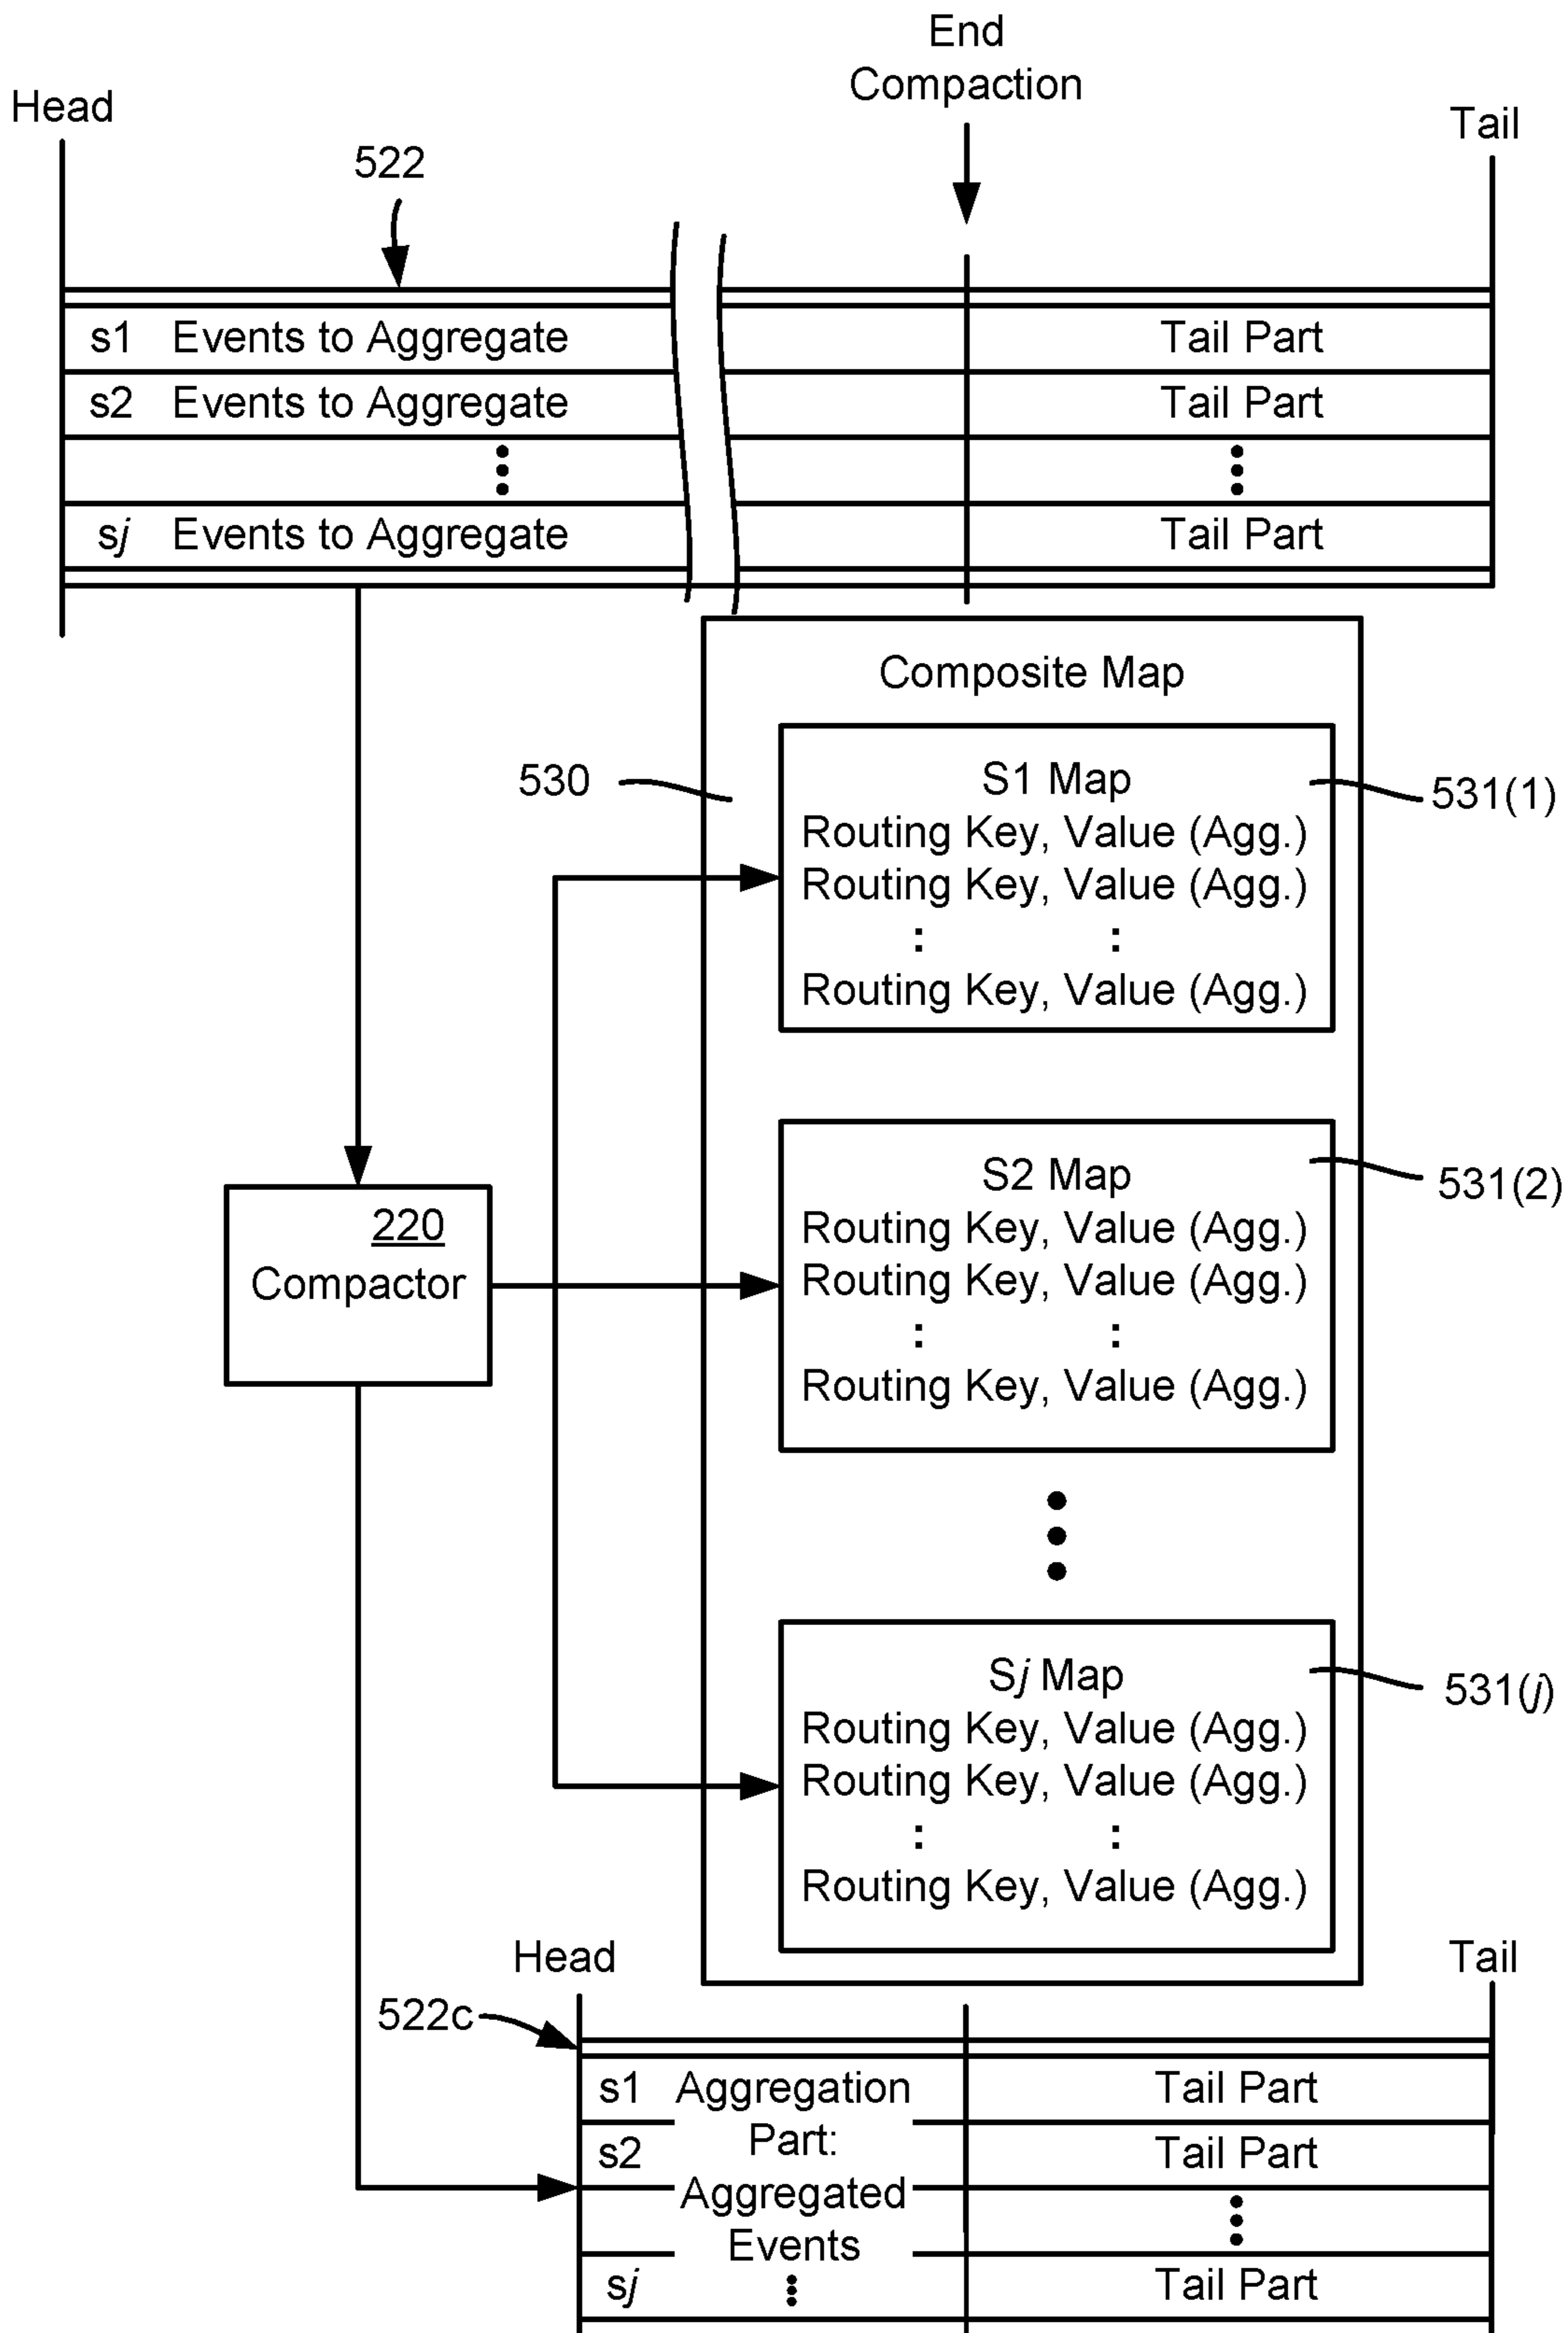 End
Compaction
Head
Tail
522
s1 Events to Aggregate Tail Part
s2 Events to Aggregate Tail Part
sj Events to Aggregate Tail Part
Composite Map
530
S1 Map
531(1)
Routing Key, Value (Agg.)
Routing Key, Value (Agg.)
: :
Routing Key, Value (Agg.)
S2 Map
531(2)
Routing Key, Value (Agg.)
Routing Key, Value (Agg.)
: :
Routing Key, Value (Agg.)
220
Compactor
Sj Map
531(j)
Routing Key, Value (Agg.)
Routing Key, Value (Agg.)
: :
Routing Key, Value (Agg.)
Head
Tail
522c
s1 Aggregation Tail Part
Part:
s2 Tail Part
Aggregated
Events
sj Tail Part